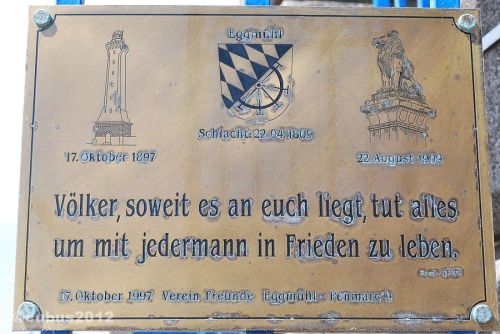 Eggmühl
Schlacht: 22.04.1809
17. Oktober 1897
22. August 1909
Völker, soweit es an euch liegt, tut alles
um mit jedermann in Frieden zu leben.
17. Oktober 1997 Verein Freunde Eggmühl - Penmarc'h